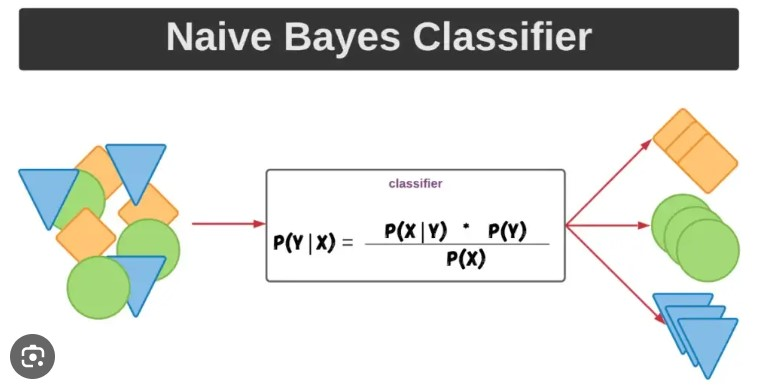 Naive Bayes Classifier
classifier
P(Y|X) = P(X|Y) * P(Y)
P(X)